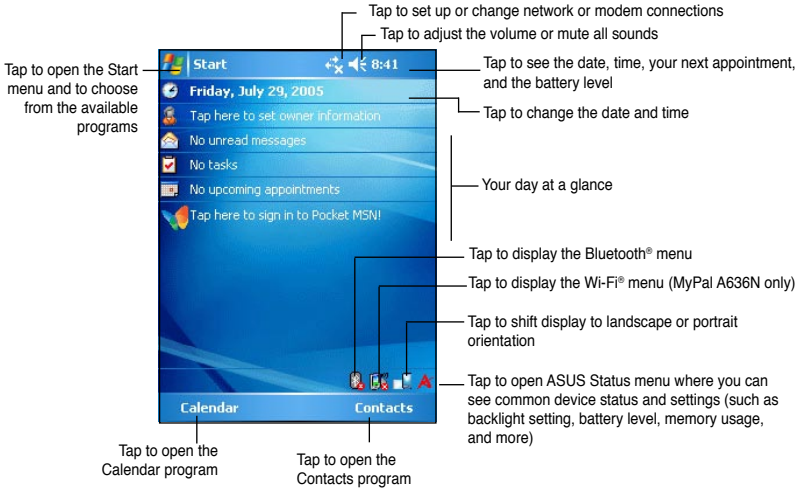 Tap to set up or change network or modem connections
Tap to adjust the volume or mute all sounds
Tap to open the Start
menu and to choose
from the available
programs
Start
8:41
Tap to see the date, time, your next appointment,
and the battery level
Friday, July 29, 2005
Tap to change the date and time
Tap here to set owner information
No unread messages
No tasks
No upcoming appointments
Your day at a glance
Tap here to sign in to Pocket MSN!
Tap to display the Bluetooth® menu
Tap to display the Wi-Fi® menu (MyPal A636N only)
Tap to shift display to landscape or portrait
orientation
Tap to open ASUS Status menu where you can
see common device status and settings (such as
backlight setting, battery level, memory usage,
and more)
Calendar
Contacts
Tap to open the
Calendar program
Tap to open the
Contacts program